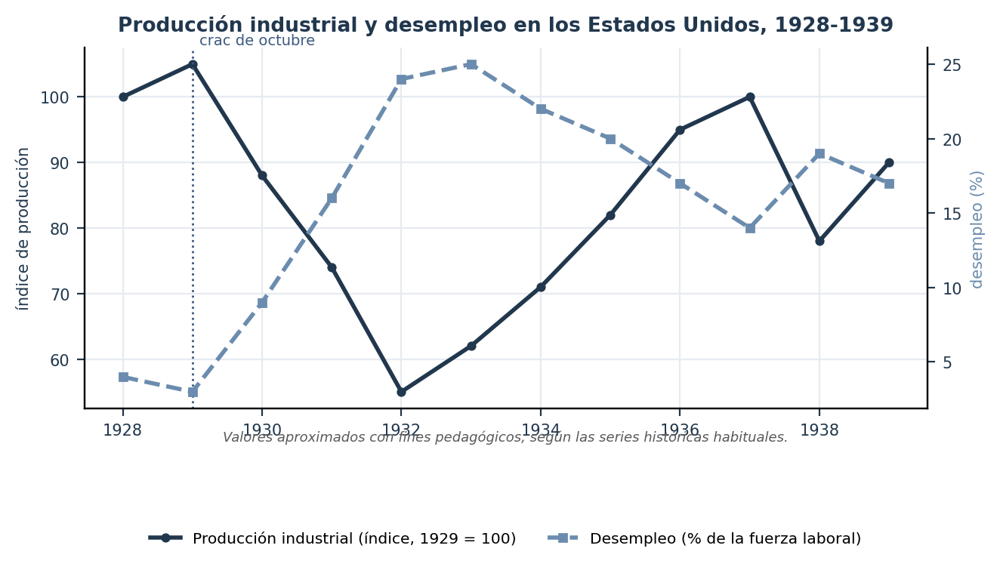 Producción industrial y desempleo en los Estados Unidos, 1928-1939
crac de octubre
índice de producción
100
90
80
70
60
25
20
15
10
5
desempleo (%)
1928 1930 1932 1934 1936 1938
Valores aproximados con fines pedagógicos, según las series históricas habituales.
Producción industrial (índice, 1929 = 100) Desempleo (% de la fuerza laboral)